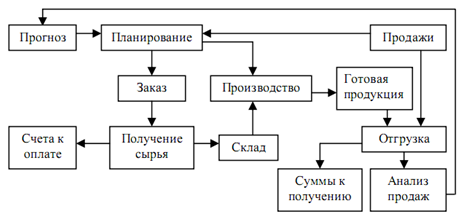 Прогноз
Планирование
Продажи
Заказ
Производство
Готовая
продукция
Счета к
оплате
Получение
сырья
Склад
Отгрузка
Суммы к
получению
Анализ
продаж